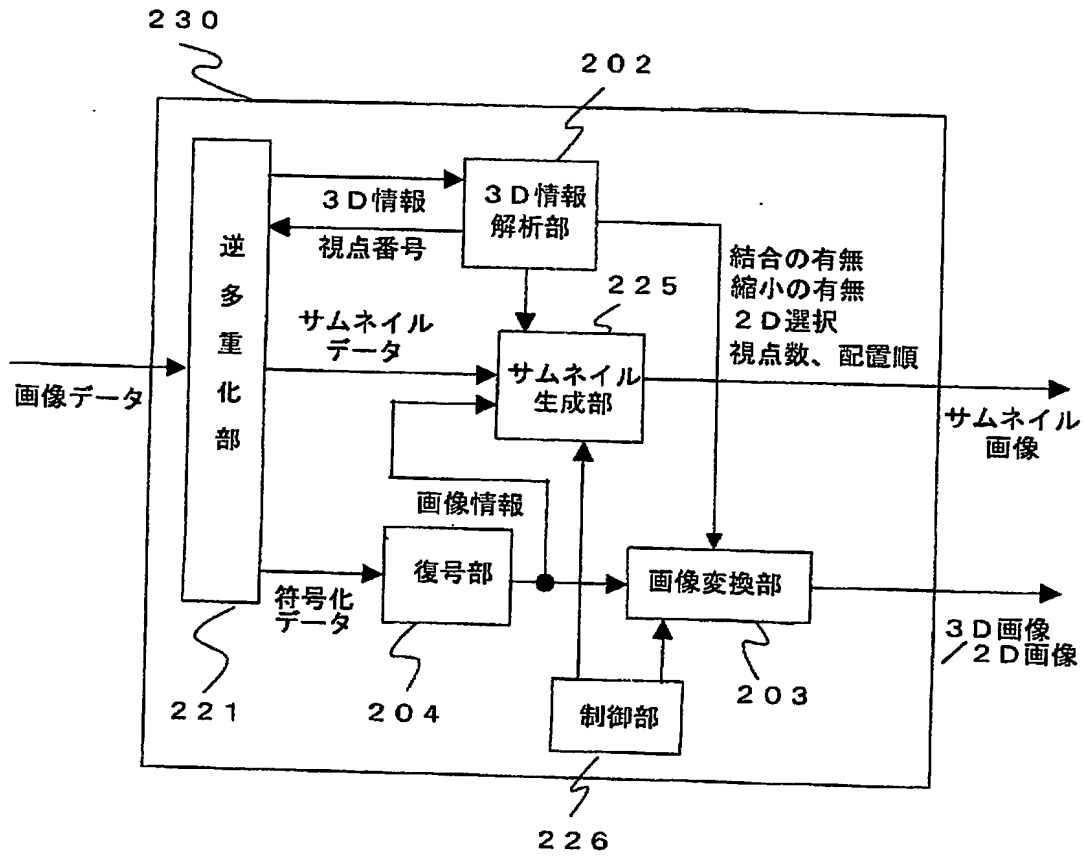 230
202
3D情報
3D情報
解析部
視点番号
逆多重化部
結合の有無
縮小の有無
2D選択
視点数、配置順
225
サムネイル
データ
サムネイル
生成部
画像データ
サムネイル
画像
画像情報
復号部
画像変換部
符号化
データ
3D画像
/2D画像
221
204
制御部
203
226